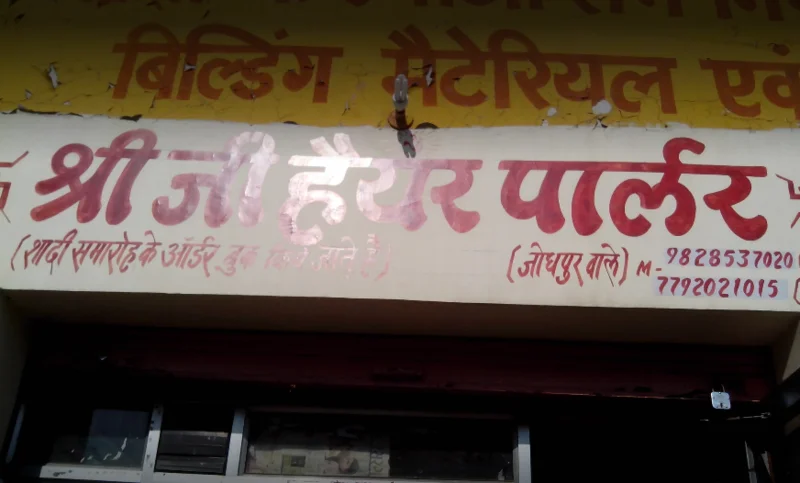 बिल्डिंग मैटेरियल एवं
श्री जी हैयर पार्लर
(शादी समारोह के ऑर्डर बुक किये जाते है)
(जोधपुर वाले) M- 9828537020
7792021015